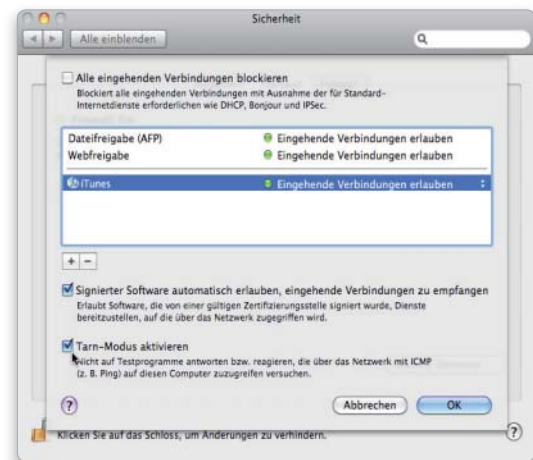 Sicherheit
Alle einblenden
Alle eingehenden Verbindungen blockieren
Blockiert alle eingehenden Verbindungen mit Ausnahme der für Standard-
Internetdienste erforderlichen wie DHCP, Bonjour und IPSec.
Dateifreigabe (AFP) Eingehende Verbindungen erlauben
Webfreigabe Eingehende Verbindungen erlauben
iTunes Eingehende Verbindungen erlauben
+ −
Signierter Software automatisch erlauben, eingehende Verbindungen zu empfangen
Erlaubt Software, die von einer gültigen Zertifizierungsstelle signiert wurde, Dienste
bereitzustellen, auf die über das Netzwerk zugegriffen wird.
Tarn-Modus aktivieren
Nicht auf Testprogramme antworten bzw. reagieren, die über das Netzwerk mit ICMP
(z. B. Ping) auf diesen Computer zuzugreifen versuchen.
? Abbrechen OK
Klicken Sie auf das Schloss, um Änderungen zu verhindern. ?